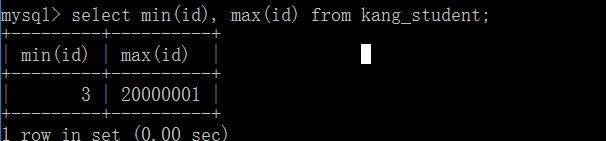 mysql> select min(id), max(id) from kang_student;
+---------+----------+
| min(id) | max(id)  |
+---------+----------+
|       3 | 20000001 |
+---------+----------+
1 row in set (0.00 sec)